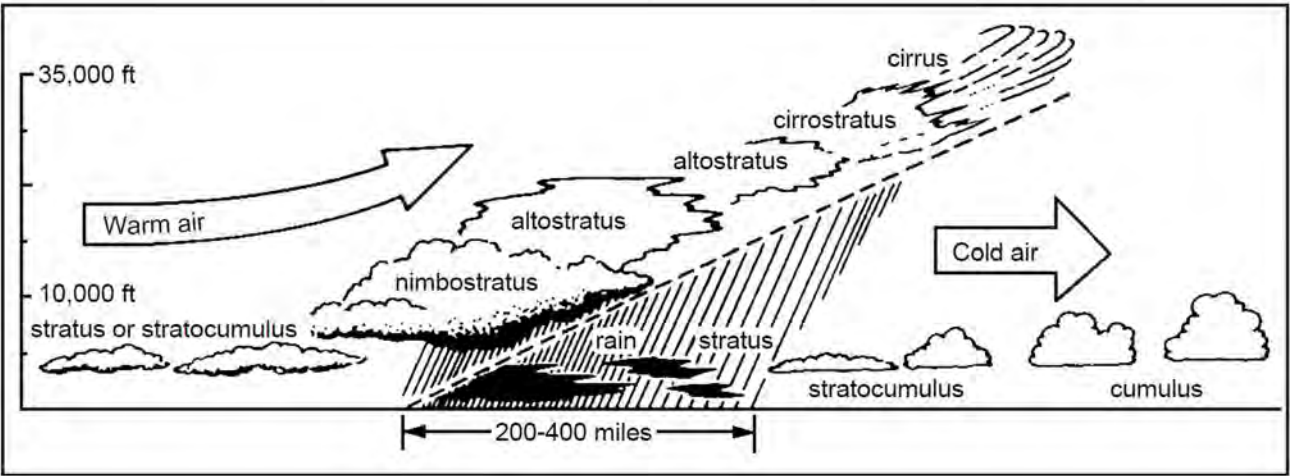 35,000 ft
cirrus
cirrostratus
altostratus
Warm air
altostratus
Cold air
nimbostratus
10,000 ft
stratus or stratocumulus
rain
stratus
stratocumulus
cumulus
200-400 miles